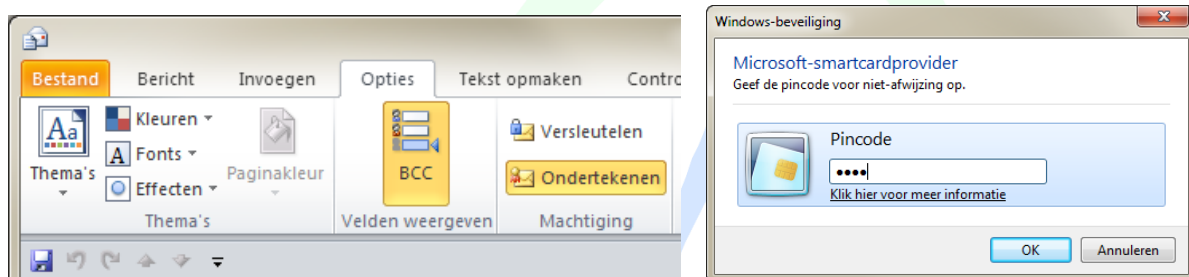 Bestand Bericht Invoegen Opties Tekst opmaken Contro
Aa
Thema's
Kleuren
A Fonts
Effecten
Paginakleur
Thema's
BCC
Velden weergeven
Versleutelen
Ondertekenen
Machtiging
Windows-beveiliging
Microsoft-smartcardprovider
Geef de pincode voor niet-afwijzing op.
Pincode
••••
Klik hier voor meer informatie
OK Annuleren